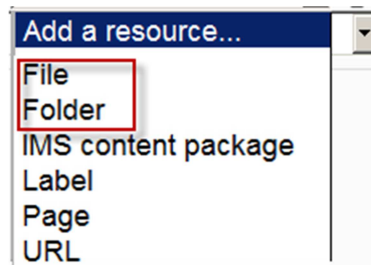 Add a resource...
File
Folder
IMS content package
Label
Page
URL